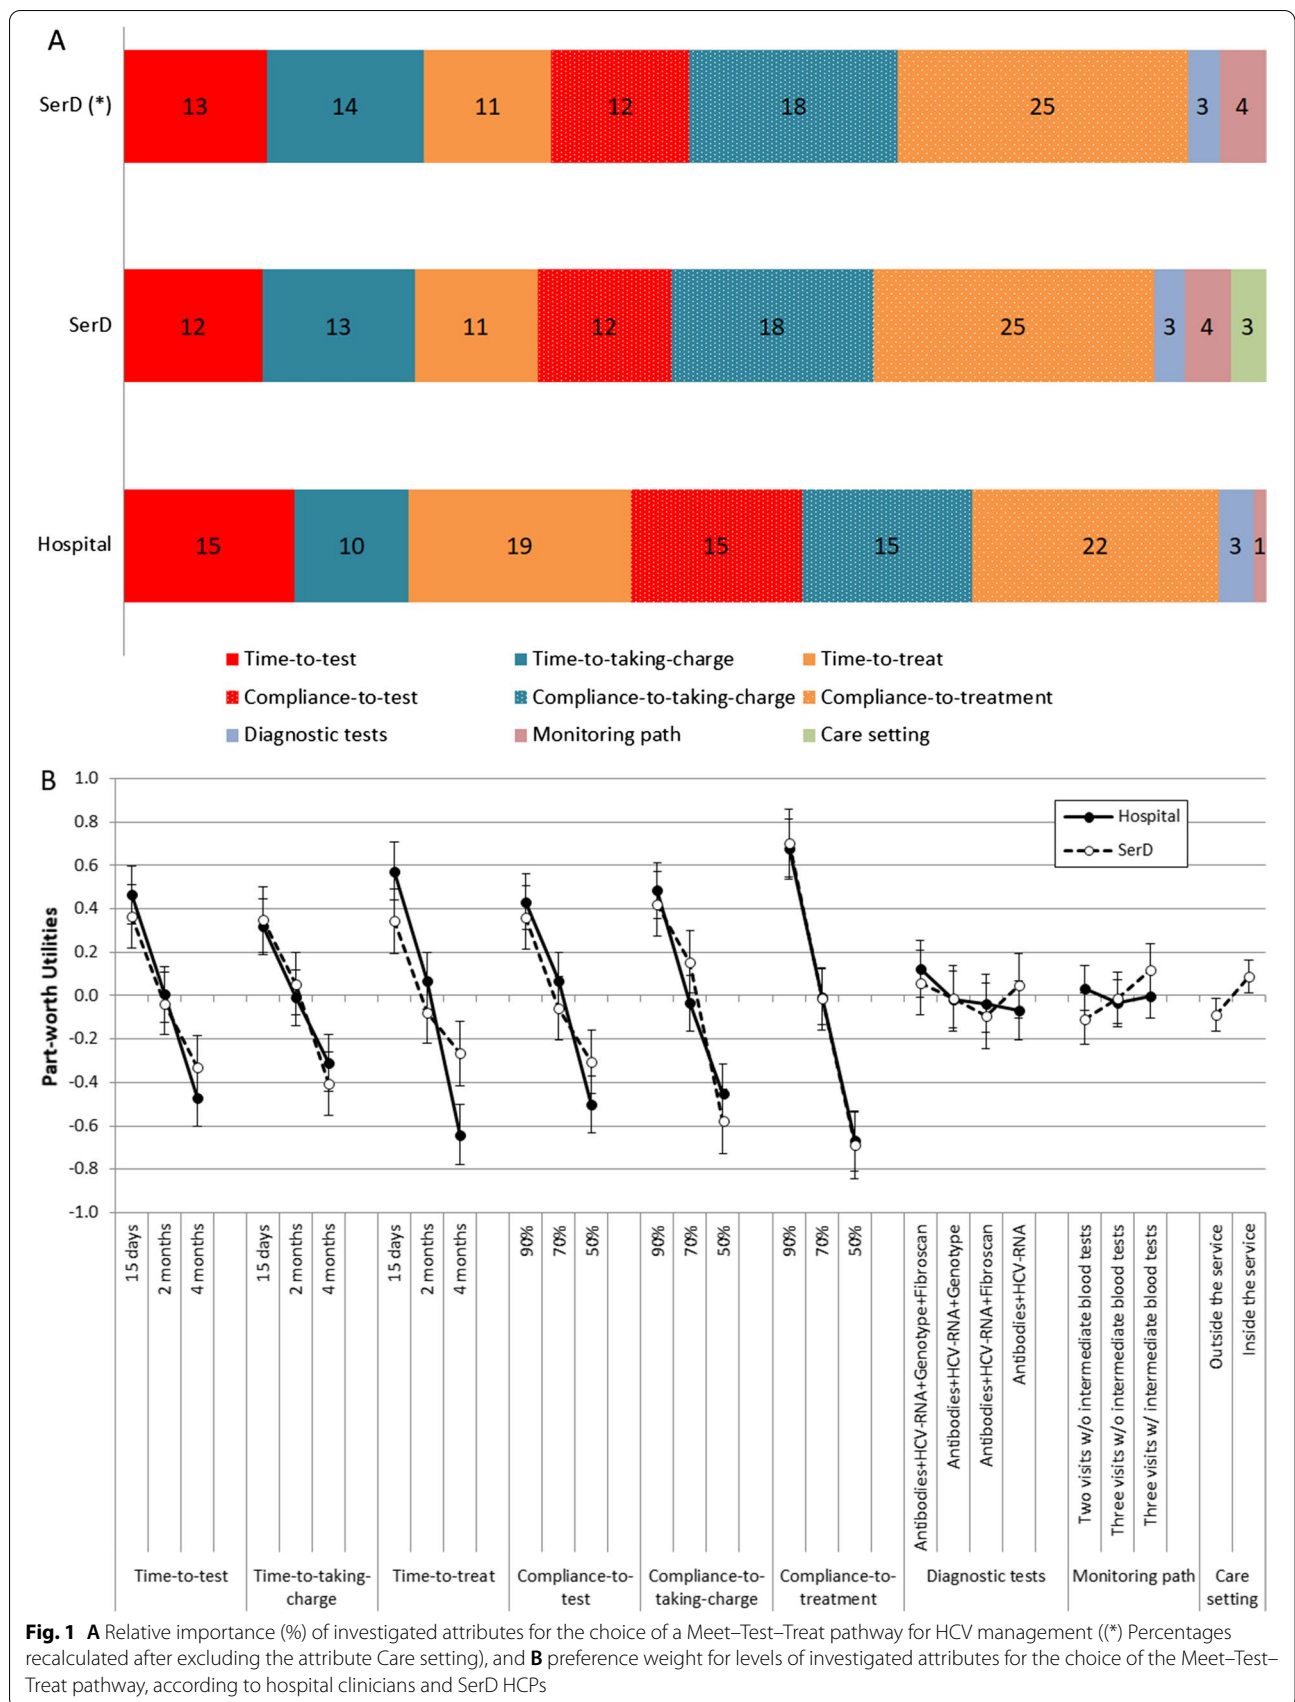 A
SerD (*) 13 14 11 12 18 25 3 4
SerD 12 13 11 12 18 25 3 4 3
Hospital 15 10 19 15 15 22 3 1
Time-to-test Time-to-taking-charge Time-to-treat
Compliance-to-test Compliance-to-taking-charge Compliance-to-treatment
Diagnostic tests Monitoring path Care setting
B
Part-worth Utilities
1.0
0.8
0.6
0.4
0.2
0.0
-0.2
-0.4
-0.6
-0.8
-1.0
Hospital
SerD
15 days
2 months
4 months
15 days
2 months
4 months
15 days
2 months
4 months
90%
70%
50%
90%
70%
50%
90%
70%
50%
Antibodies+HCV-RNA+Genotype+Fibroscan
Antibodies+HCV-RNA+Genotype
Antibodies+HCV-RNA+Fibroscan
Antibodies+HCV-RNA
Two visits w/o intermediate blood tests
Three visits w/o intermediate blood tests
Three visits w/ intermediate blood tests
Outside the service
Inside the service
Time-to-test
Time-to-taking-
charge
Time-to-treat
Compliance-to-
test
Compliance-to-
taking-charge
Compliance-to-
treatment
Diagnostic tests
Monitoring path
Care
setting
Fig. 1 A Relative importance (%) of investigated attributes for the choice of a Meet–Test–Treat pathway for HCV management ((*) Percentages
recalculated after excluding the attribute Care setting), and B preference weight for levels of investigated attributes for the choice of the Meet–Test–
Treat pathway, according to hospital clinicians and SerD HCPs